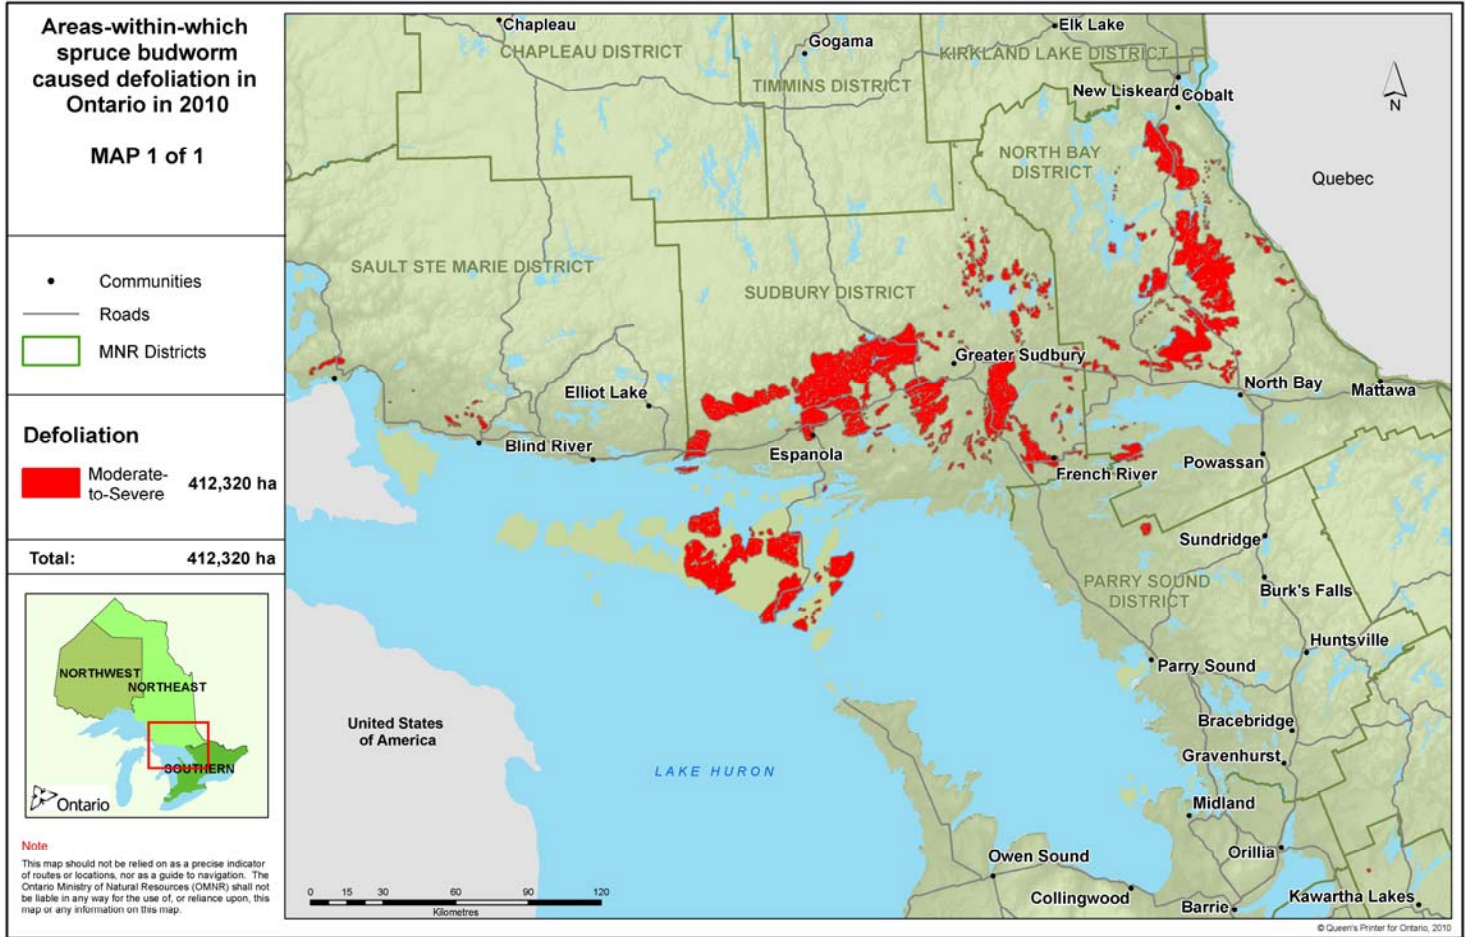 Areas-within-which
spruce budworm
caused defoliation in
Ontario in 2010
MAP 1 of 1
Communities
Roads
MNR Districts
Defoliation
Moderate-
to-Severe
412,320 ha
Total:
412,320 ha
NORTHWEST
NORTHEAST
SOUTHERN
Ontario
Note
This map should not be relied on as a precise indicator
of routes or locations, nor as a guide to navigation. The
Ontario Ministry of Natural Resources (OMNR) shall not
be liable in any way for the use of, or reliance upon, this
map or any information on this map.
Chapleau
CHAPLEAU DISTRICT
Gogama
TIMMINS DISTRICT
Elk Lake
KIRKLAND LAKE DISTRICT
New Liskeard
Cobalt
N
NORTH BAY
DISTRICT
Quebec
SAULT STE MARIE DISTRICT
SUDBURY DISTRICT
Greater Sudbury
Elliot Lake
North Bay
Mattawa
Blind River
Espanola
French River
Powassan
Sundridge
PARRY SOUND
DISTRICT
Burk's Falls
Huntsville
Parry Sound
United States
of America
Bracebridge
Gravenhurst
LAKE HURON
Midland
Orillia
Owen Sound
Collingwood
Barrie
Kawartha Lakes
0 15 30 60 90 120
Kilometres
© Queen's Printer for Ontario, 2010